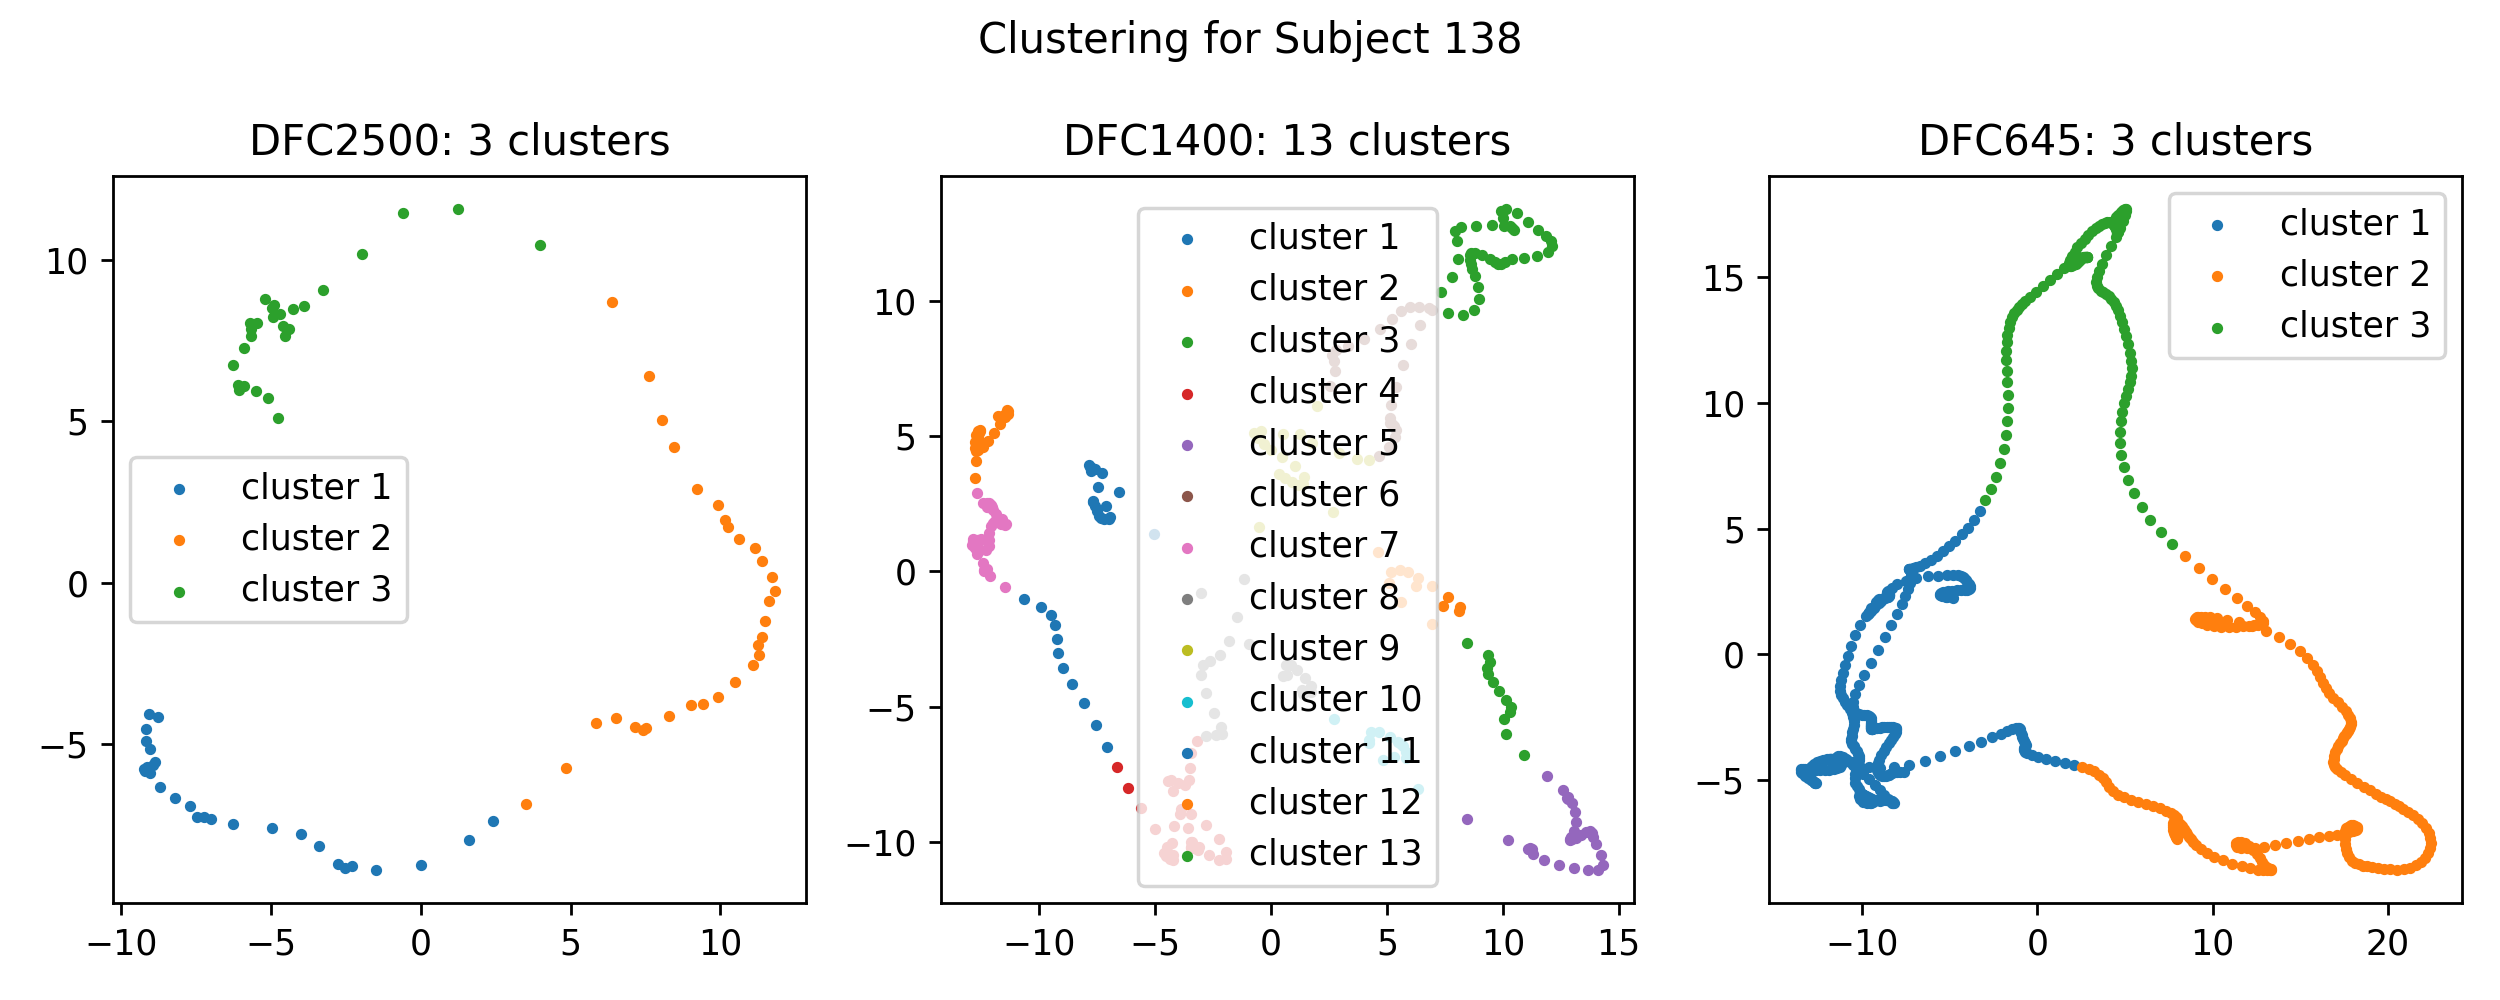 Clustering for Subject 138
DFC2500: 3 clusters
10
5
0
−5
−10
−5
0
5
10
cluster 1
cluster 2
cluster 3
DFC1400: 13 clusters
10
5
0
−5
−10
−10
−5
0
5
10
15
cluster 1
cluster 2
cluster 3
cluster 4
cluster 5
cluster 6
cluster 7
cluster 8
cluster 9
cluster 10
cluster 11
cluster 12
cluster 13
DFC645: 3 clusters
15
10
5
0
−5
−10
0
10
20
cluster 1
cluster 2
cluster 3